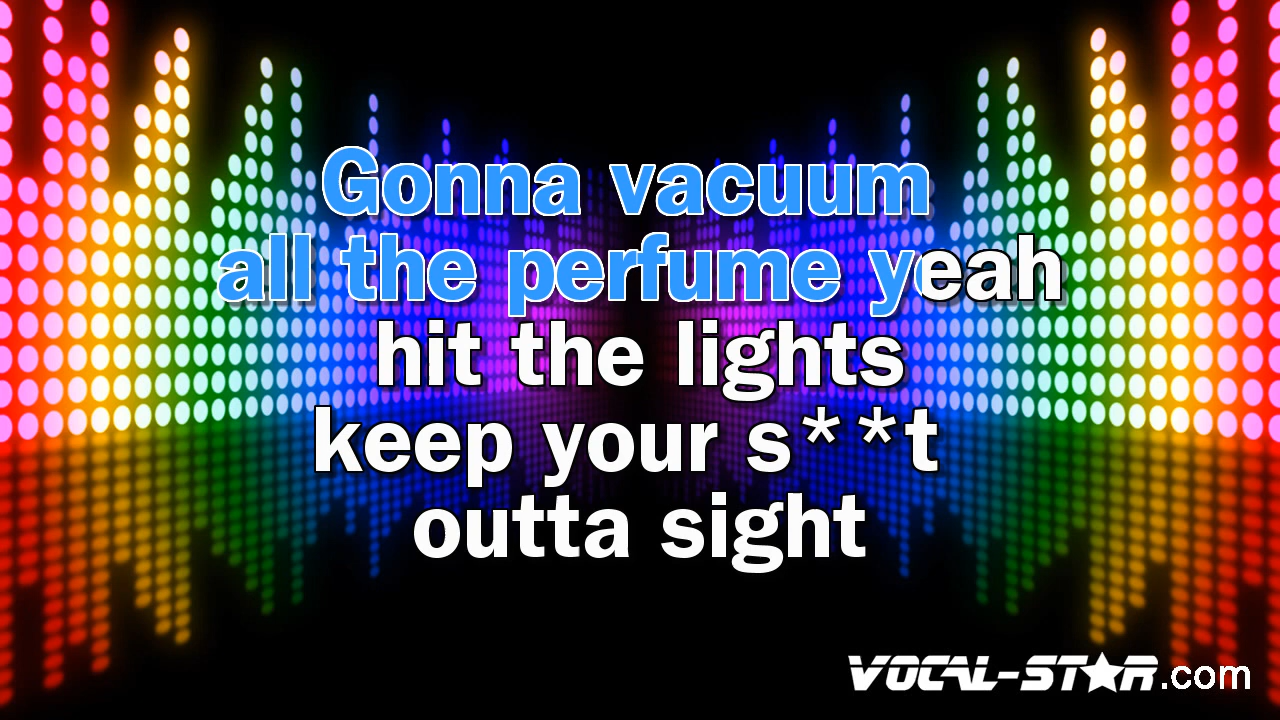 Gonna vacuum
all the perfume yeah
hit the lights
keep your s**t
outta sight
VOCAL-STAR.com